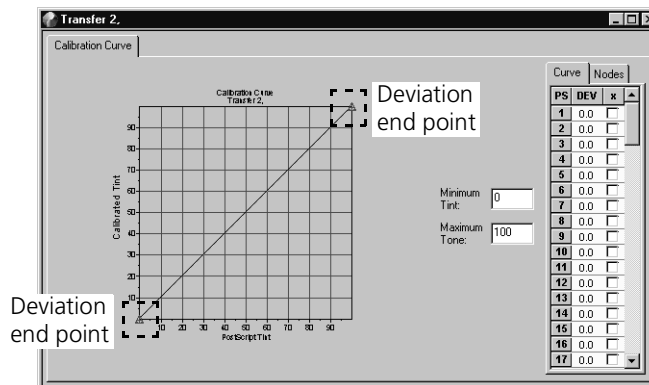 Transfer 2,
Calibration Curve
Calibration Curve
Transfer 2,
Deviation
end point
Calibrated Tint
90
80
70
60
50
40
30
20
10
10 20 30 40 50 60 70 80 90
PostScript Tint
Deviation
end point
Minimum
Tint:
0
Maximum
Tone:
100
Curve Nodes
PS DEV x
1 0.0
2 0.0
3 0.0
4 0.0
5 0.0
6 0.0
7 0.0
8 0.0
9 0.0
10 0.0
11 0.0
12 0.0
13 0.0
14 0.0
15 0.0
16 0.0
17 0.0